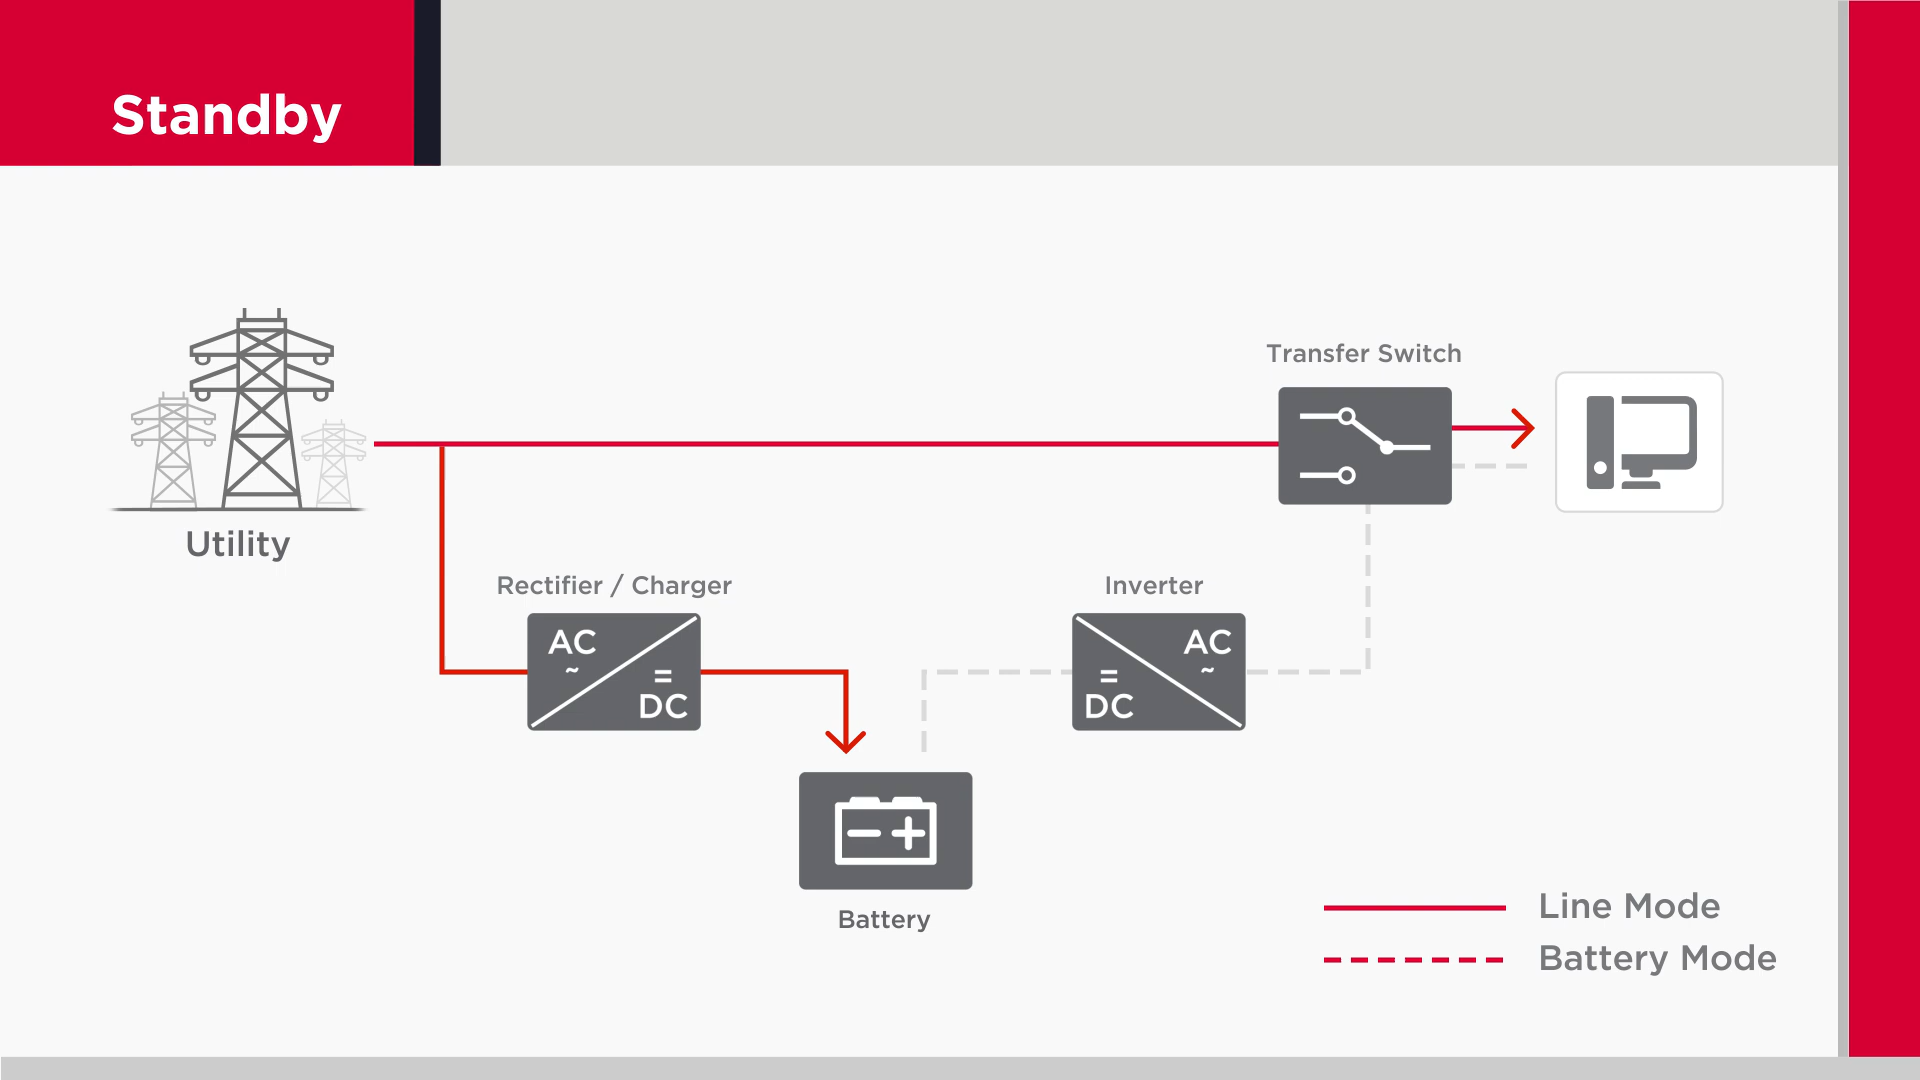 Standby
Transfer Switch
Utility
Rectifier / Charger
Inverter
AC
~
=
DC
AC
~
=
DC
Battery
Line Mode
Battery Mode